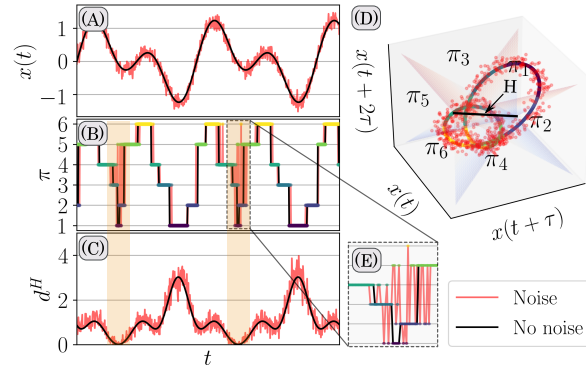 (A)
x(t)
1
0
−1
(B)
π
6
5
4
3
2
1
(C)
d^H
4
2
0
t
(D)
π₃
π₁
H
π₅
π₂
π₆
π₄
x(t + 2τ)
x(t)
x(t + τ)
(E)
Noise
No noise